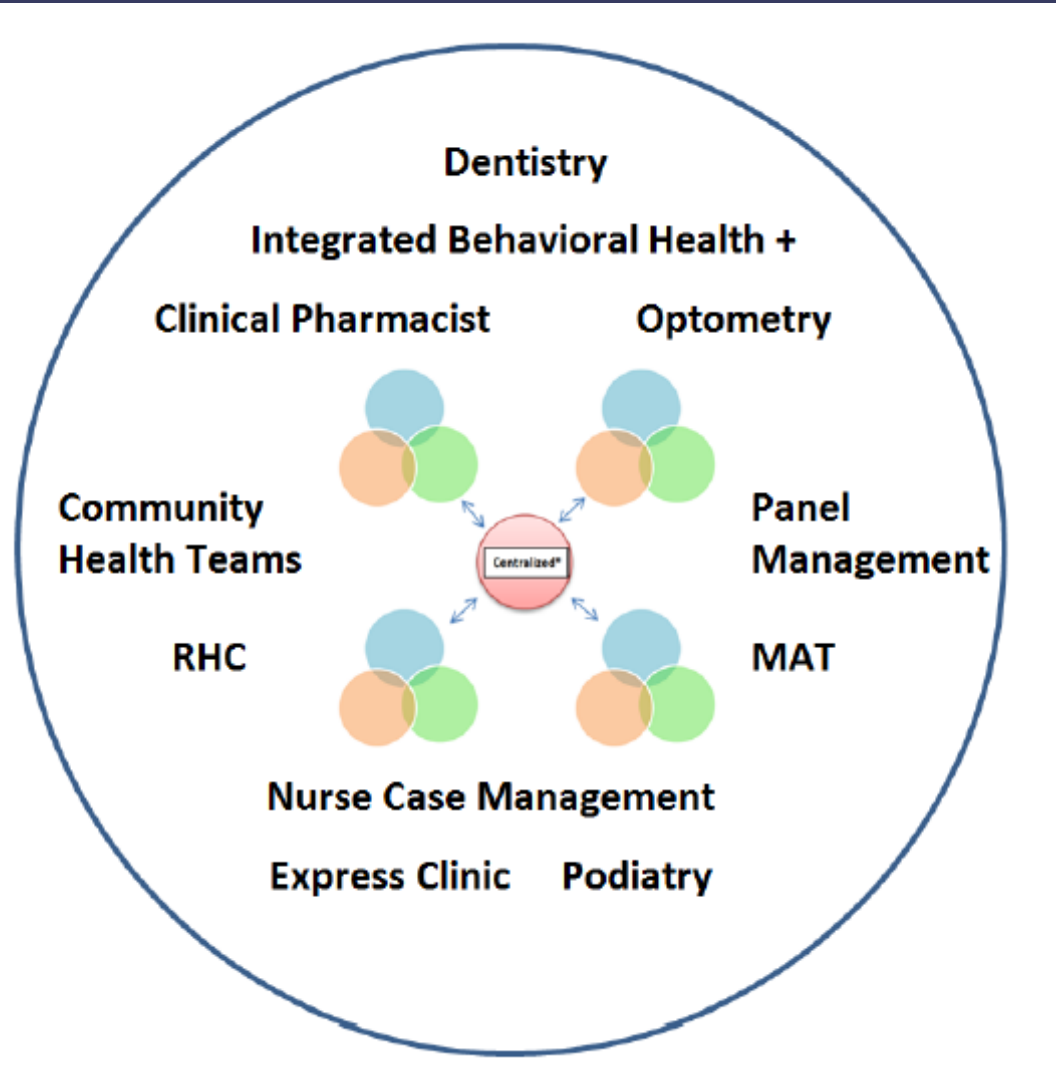 Dentistry
Integrated Behavioral Health +
Clinical Pharmacist
Optometry
Community
Health Teams
Panel
Management
Centralized*
RHC
MAT
Nurse Case Management
Express Clinic
Podiatry